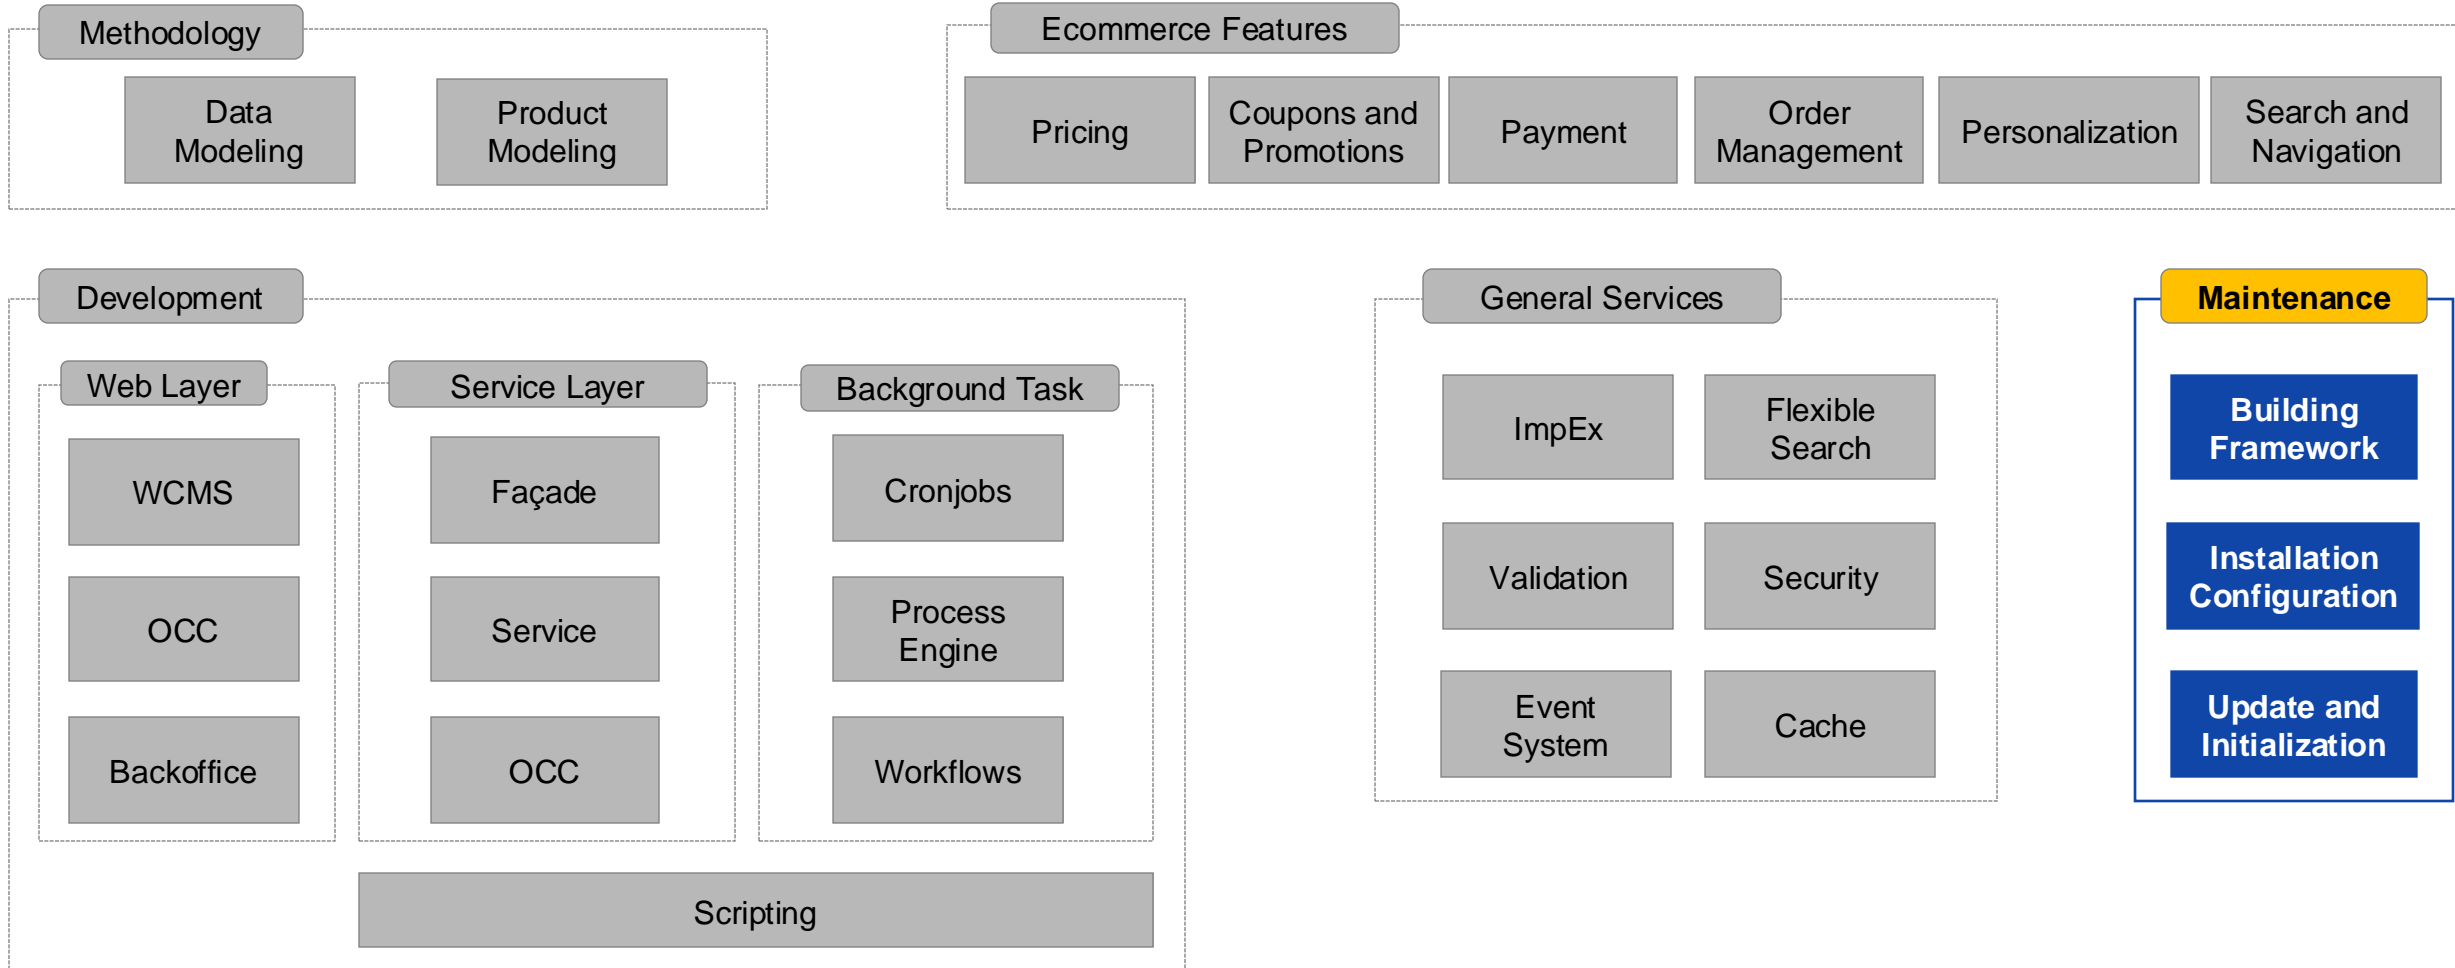 Methodology
Data
Modeling
Product
Modeling
Ecommerce Features
Pricing
Coupons and
Promotions
Payment
Order
Management
Personalization
Search and
Navigation
Development
Web Layer
WCMS
OCC
Backoffice
Service Layer
Façade
Service
OCC
Background Task
Cronjobs
Process
Engine
Workflows
Scripting
General Services
ImpEx
Flexible
Search
Validation
Security
Event
System
Cache
Maintenance
Building
Framework
Installation
Configuration
Update and
Initialization